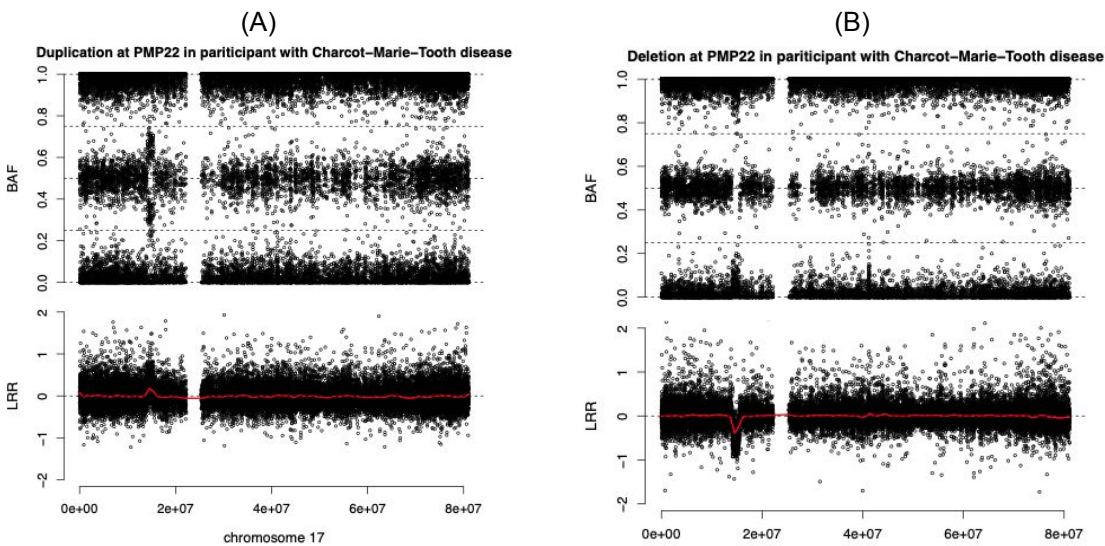 (A)
Duplication at PMP22 in pariticipant with Charcot−Marie−Tooth disease
1.0
0.8
0.6
0.4
0.2
0.0
BAF
2
1
0
−1
−2
LRR
0e+00 2e+07 4e+07 6e+07 8e+07
chromosome 17
(B)
Deletion at PMP22 in pariticipant with Charcot−Marie−Tooth disease
1.0
0.8
0.6
0.4
0.2
0.0
BAF
2
1
0
−1
−2
LRR
0e+00 2e+07 4e+07 6e+07 8e+07